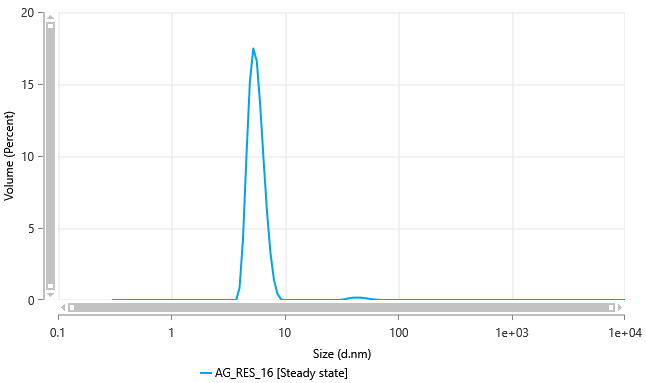 20
15
10
5
0
Volume (Percent)
0.1 1 10 100 1e+03 1e+04
Size (d.nm)
AG_RES_16 [Steady state]